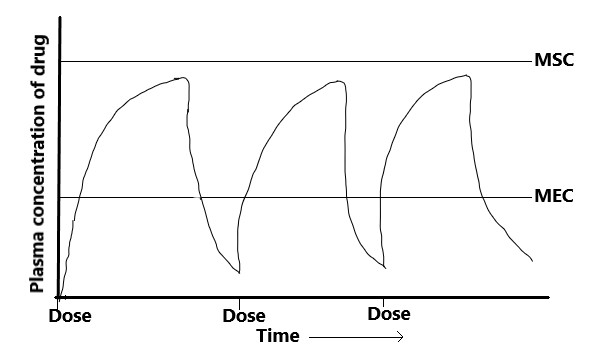 Plasma concentration of drug
MSC
MEC
Dose
Dose
Dose
Time